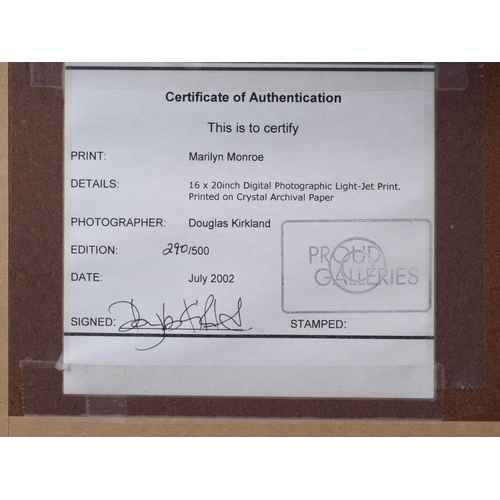 Certificate of Authentication
This is to certify
PRINT: Marilyn Monroe
DETAILS: 16 x 20inch Digital Photographic Light-Jet Print.
Printed on Crystal Archival Paper
PHOTOGRAPHER: Douglas Kirkland
EDITION: 290/500
PROUD
GALLERIES
DATE: July 2002
SIGNED: STAMPED: